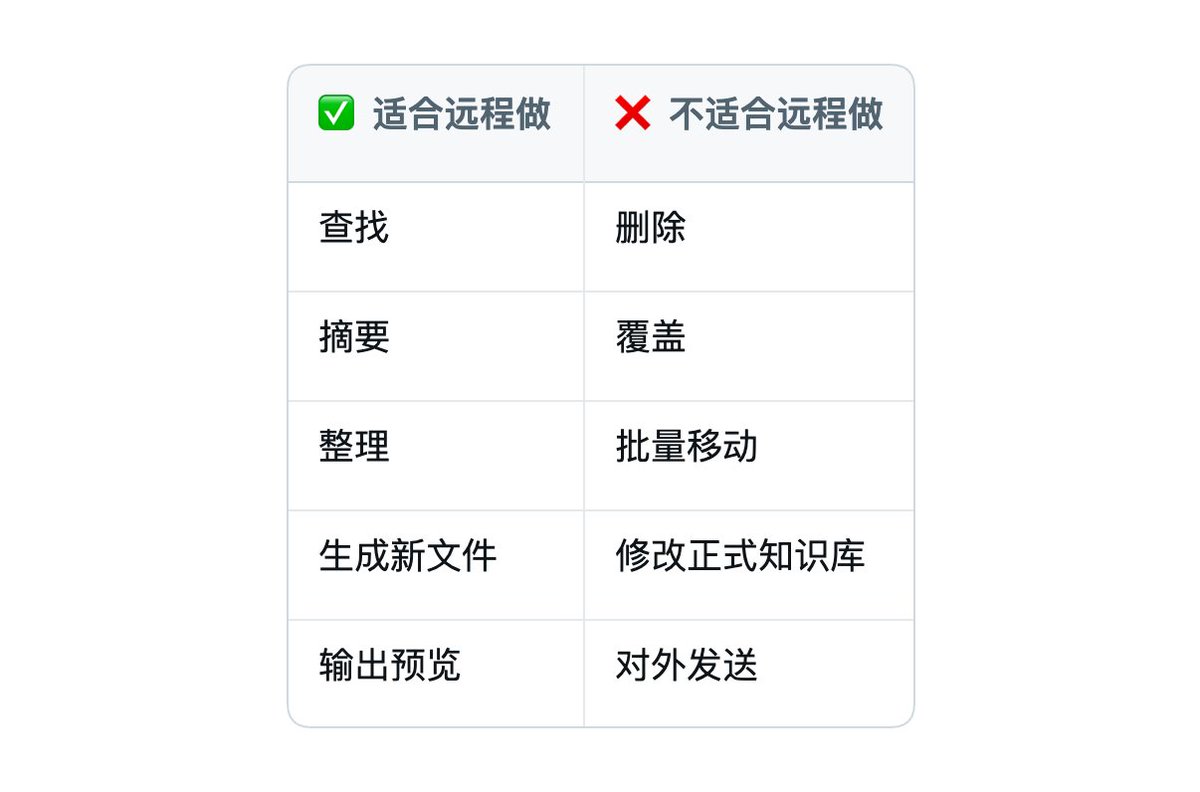 ✅ 适合远程做 ❌ 不适合远程做
查找 删除
摘要 覆盖
整理 批量移动
生成新文件 修改正式知识库
输出预览 对外发送